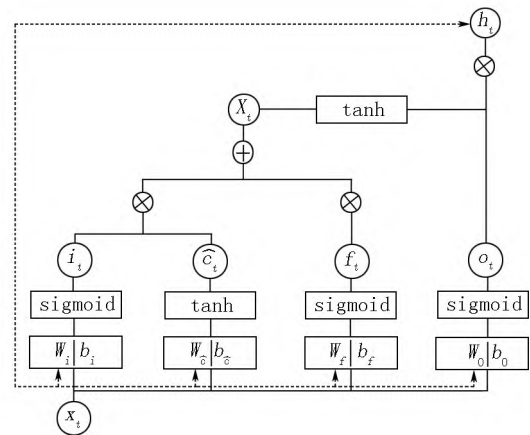 h_t
X_t tanh
i_t ĉ_t f_t o_t
sigmoid tanh sigmoid sigmoid
W_i|b_i W_ĉ|b_ĉ W_f|b_f W_0|b_0
x_t